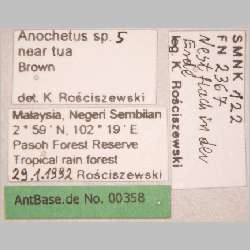 Anochetus sp. 5
near tua
Brown
det. K. Rościszewski
Malaysia, Negeri Sembilan
2° 59' N, 102° 19' E
Pasoh Forest Reserve
Tropical rain forest
29.1.1992 Rościszewski
AntBase.de No. 00358
SMNK 122
FN 2367
Nest flach in der
Erde
leg. K. Rościszewski